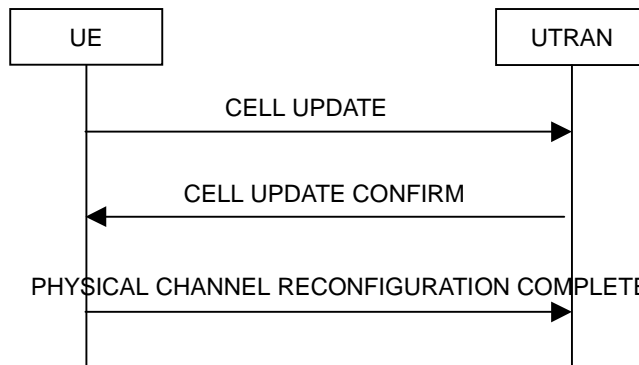 UE
UTRAN
CELL UPDATE
CELL UPDATE CONFIRM
PHYSICAL CHANNEL RECONFIGURATION COMPLETE